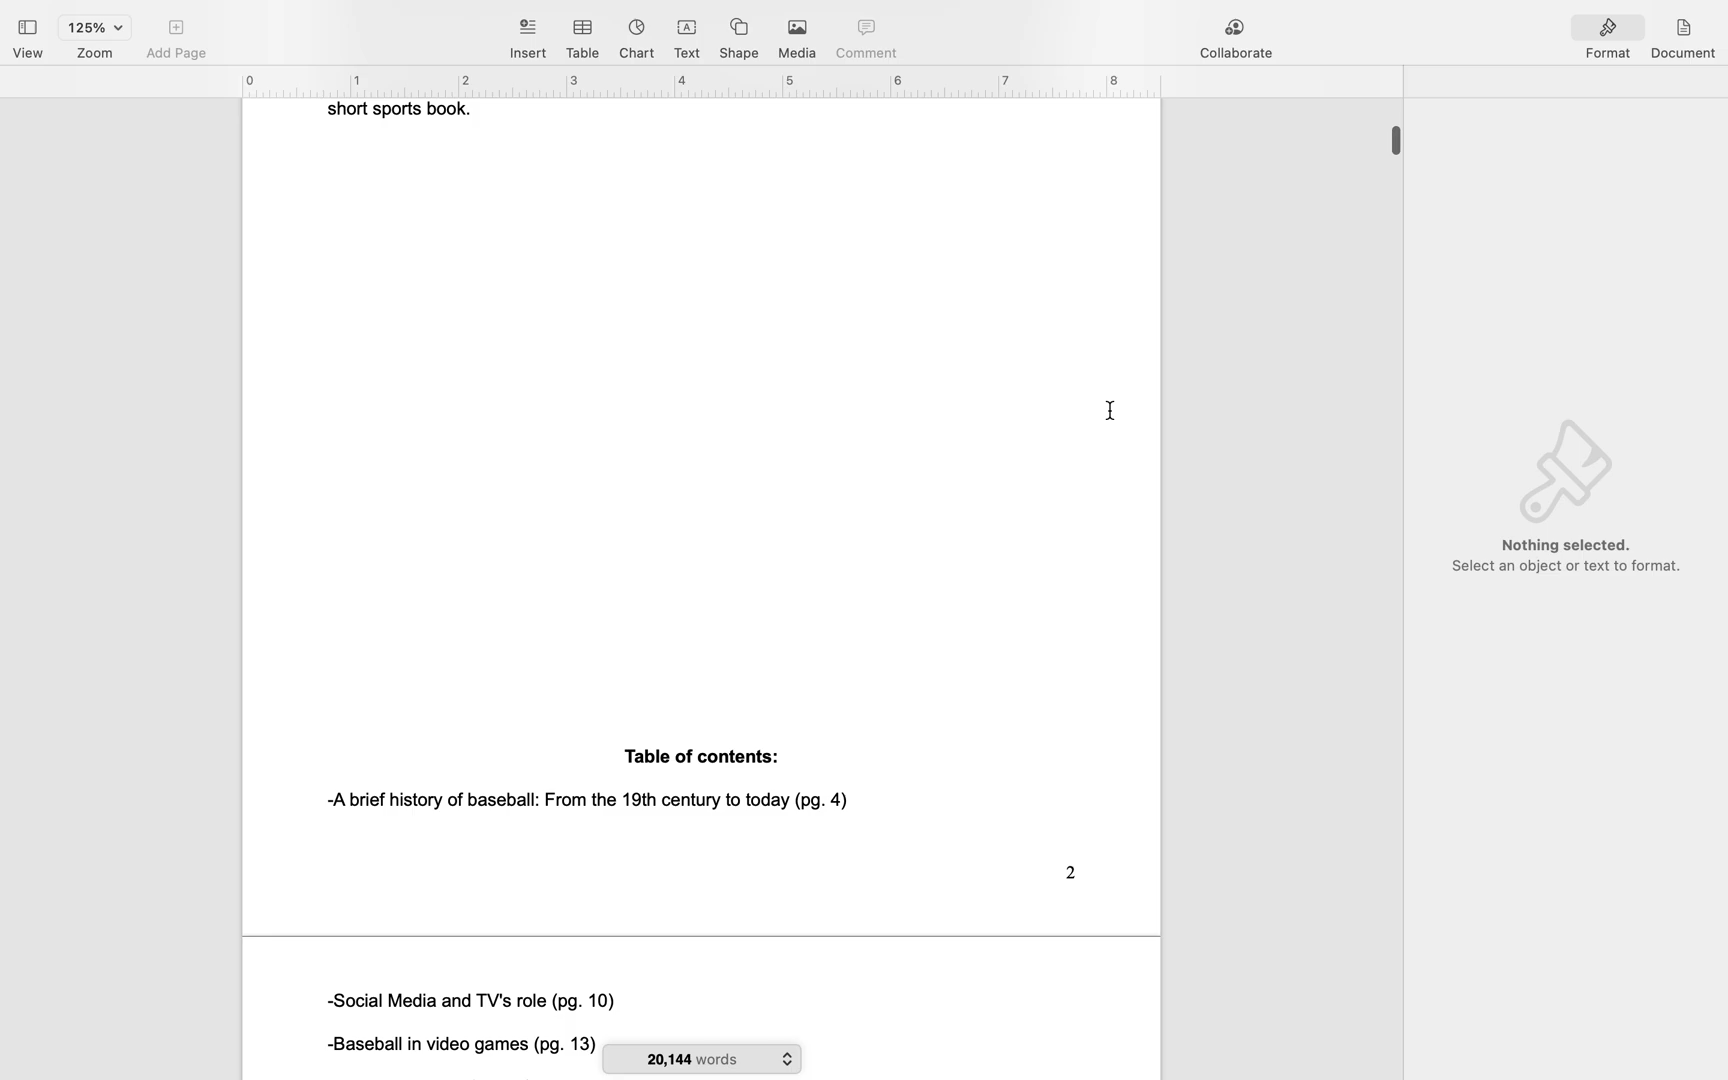 125%
View
Zoom
Add Page
Insert
Table
Chart
Text
Shape
Media
Comment
Collaborate
Format
Document
0 1 2 3 4 5 6 7 8
short sports book.
Nothing selected.
Select an object or text to format.
Table of contents:
-A brief history of baseball: From the 19th century to today (pg. 4)
2
-Social Media and TV's role (pg. 10)
-Baseball in video games (pg. 13)
20,144 words